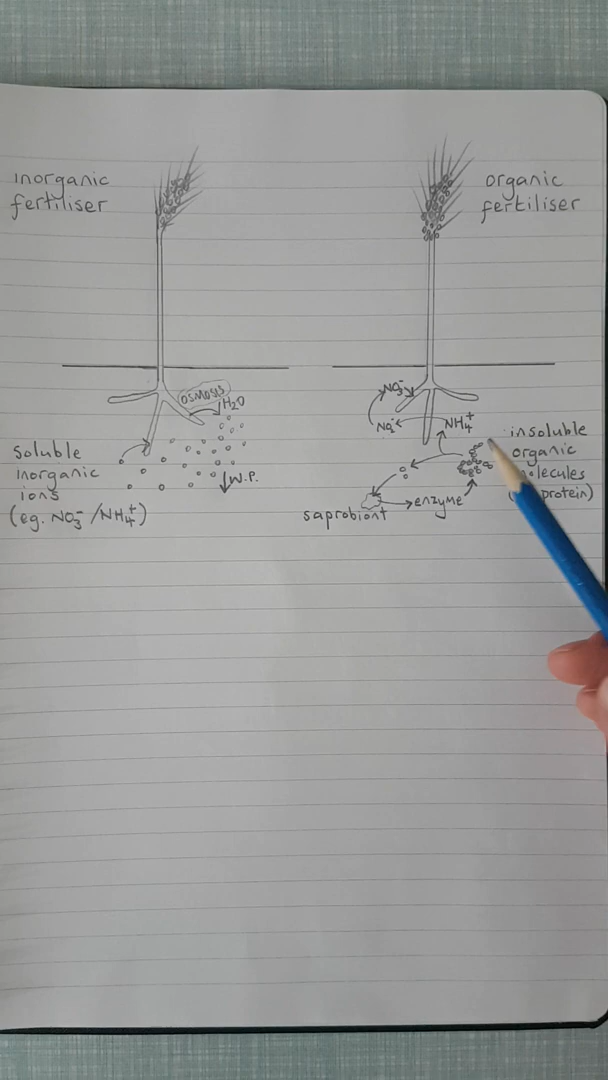 inorganic
fertiliser
organic
fertiliser
OSMOSIS
H₂O
soluble
inorganic
ions
(eg. NO₃⁻/NH₄⁺)
↓W.P.
NO₃⁻
NO₂⁻
NH₄⁺
insoluble
organic
protein)
enzyme
saprobiont